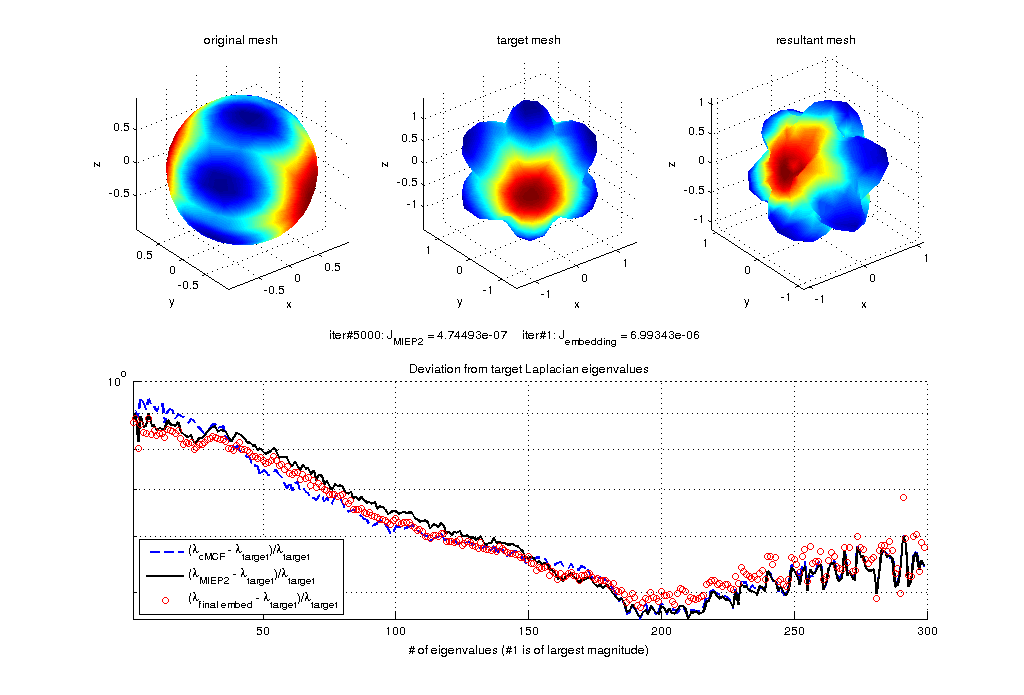 original mesh
target mesh
resultant mesh
0.5
0
-0.5
z
0.5
0
-0.5
y
-0.5
0
0.5
x
1
0.5
0
-0.5
-1
z
1
0
-1
y
-1
0
1
x
1
0.5
0
-0.5
-1
z
1
0
-1
y
-1
0
1
x
iter#5000: J_MIEP2 = 4.74493e-07 iter#1: J_embedding = 6.99343e-06
Deviation from target Laplacian eigenvalues
10^0
(λ_cMCF - λ_target)/λ_target
(λ_MIEP2 - λ_target)/λ_target
(λ_final embed - λ_target)/λ_target
50 100 150 200 250 300
# of eigenvalues (#1 is of largest magnitude)